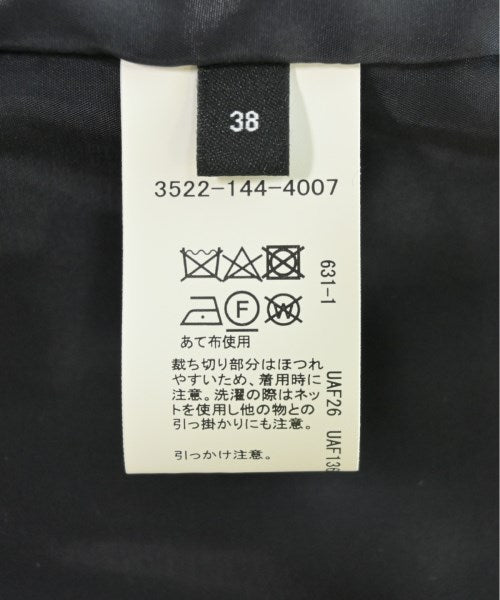 38
3522-144-4007
F W
あて布使用
裁ち切り部分はほつれ
やすいため、着用時に
注意。洗濯の際はネッ
トを使用し他の物との
引っ掛かりにも注意。
引っかけ注意。
631-1
UAF26 UAF136